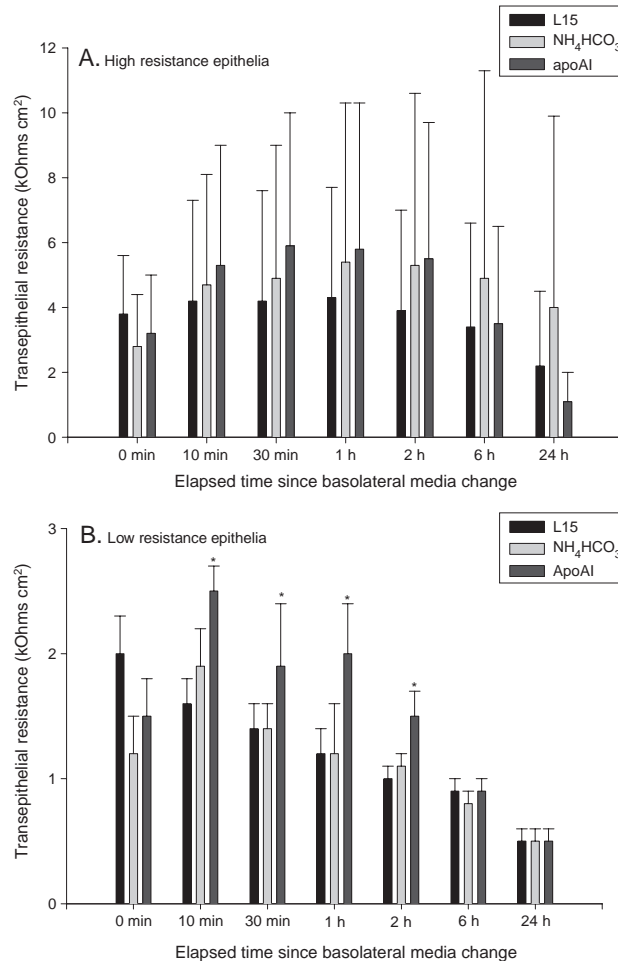 L15
NH₄HCO₃
apoAI
A. High resistance epithelia
Transepithelial resistance (kOhms cm²)
14
12
10
8
6
4
2
0
0 min 10 min 30 min 1 h 2 h 6 h 24 h
Elapsed time since basolateral media change
L15
NH₄HCO₃
ApoAI
B. Low resistance epithelia
Transepithelial resistance (kOhms cm²)
3
2
1
0
* * * *
0 min 10 min 30 min 1 h 2 h 6 h 24 h
Elapsed time since basolateral media change